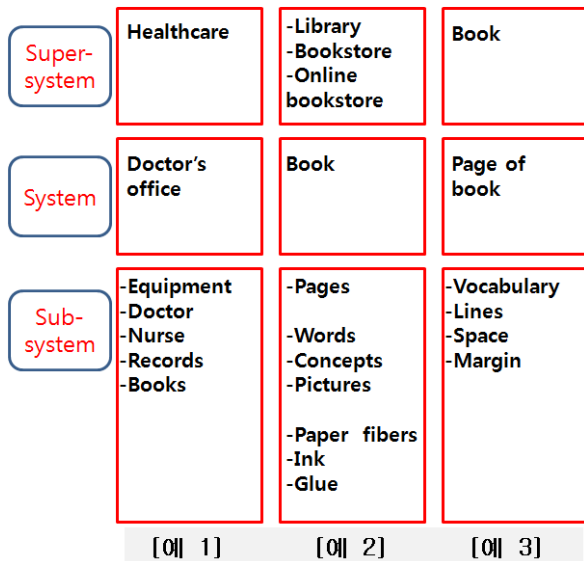 Super-
system
Healthcare
-Library
-Bookstore
-Online
bookstore
Book
System
Doctor's
office
Book
Page of
book
Sub-
system
-Equipment
-Doctor
-Nurse
-Records
-Books
-Pages
-Words
-Concepts
-Pictures
-Paper fibers
-Ink
-Glue
-Vocabulary
-Lines
-Space
-Margin
[예 1]
[예 2]
[예 3]